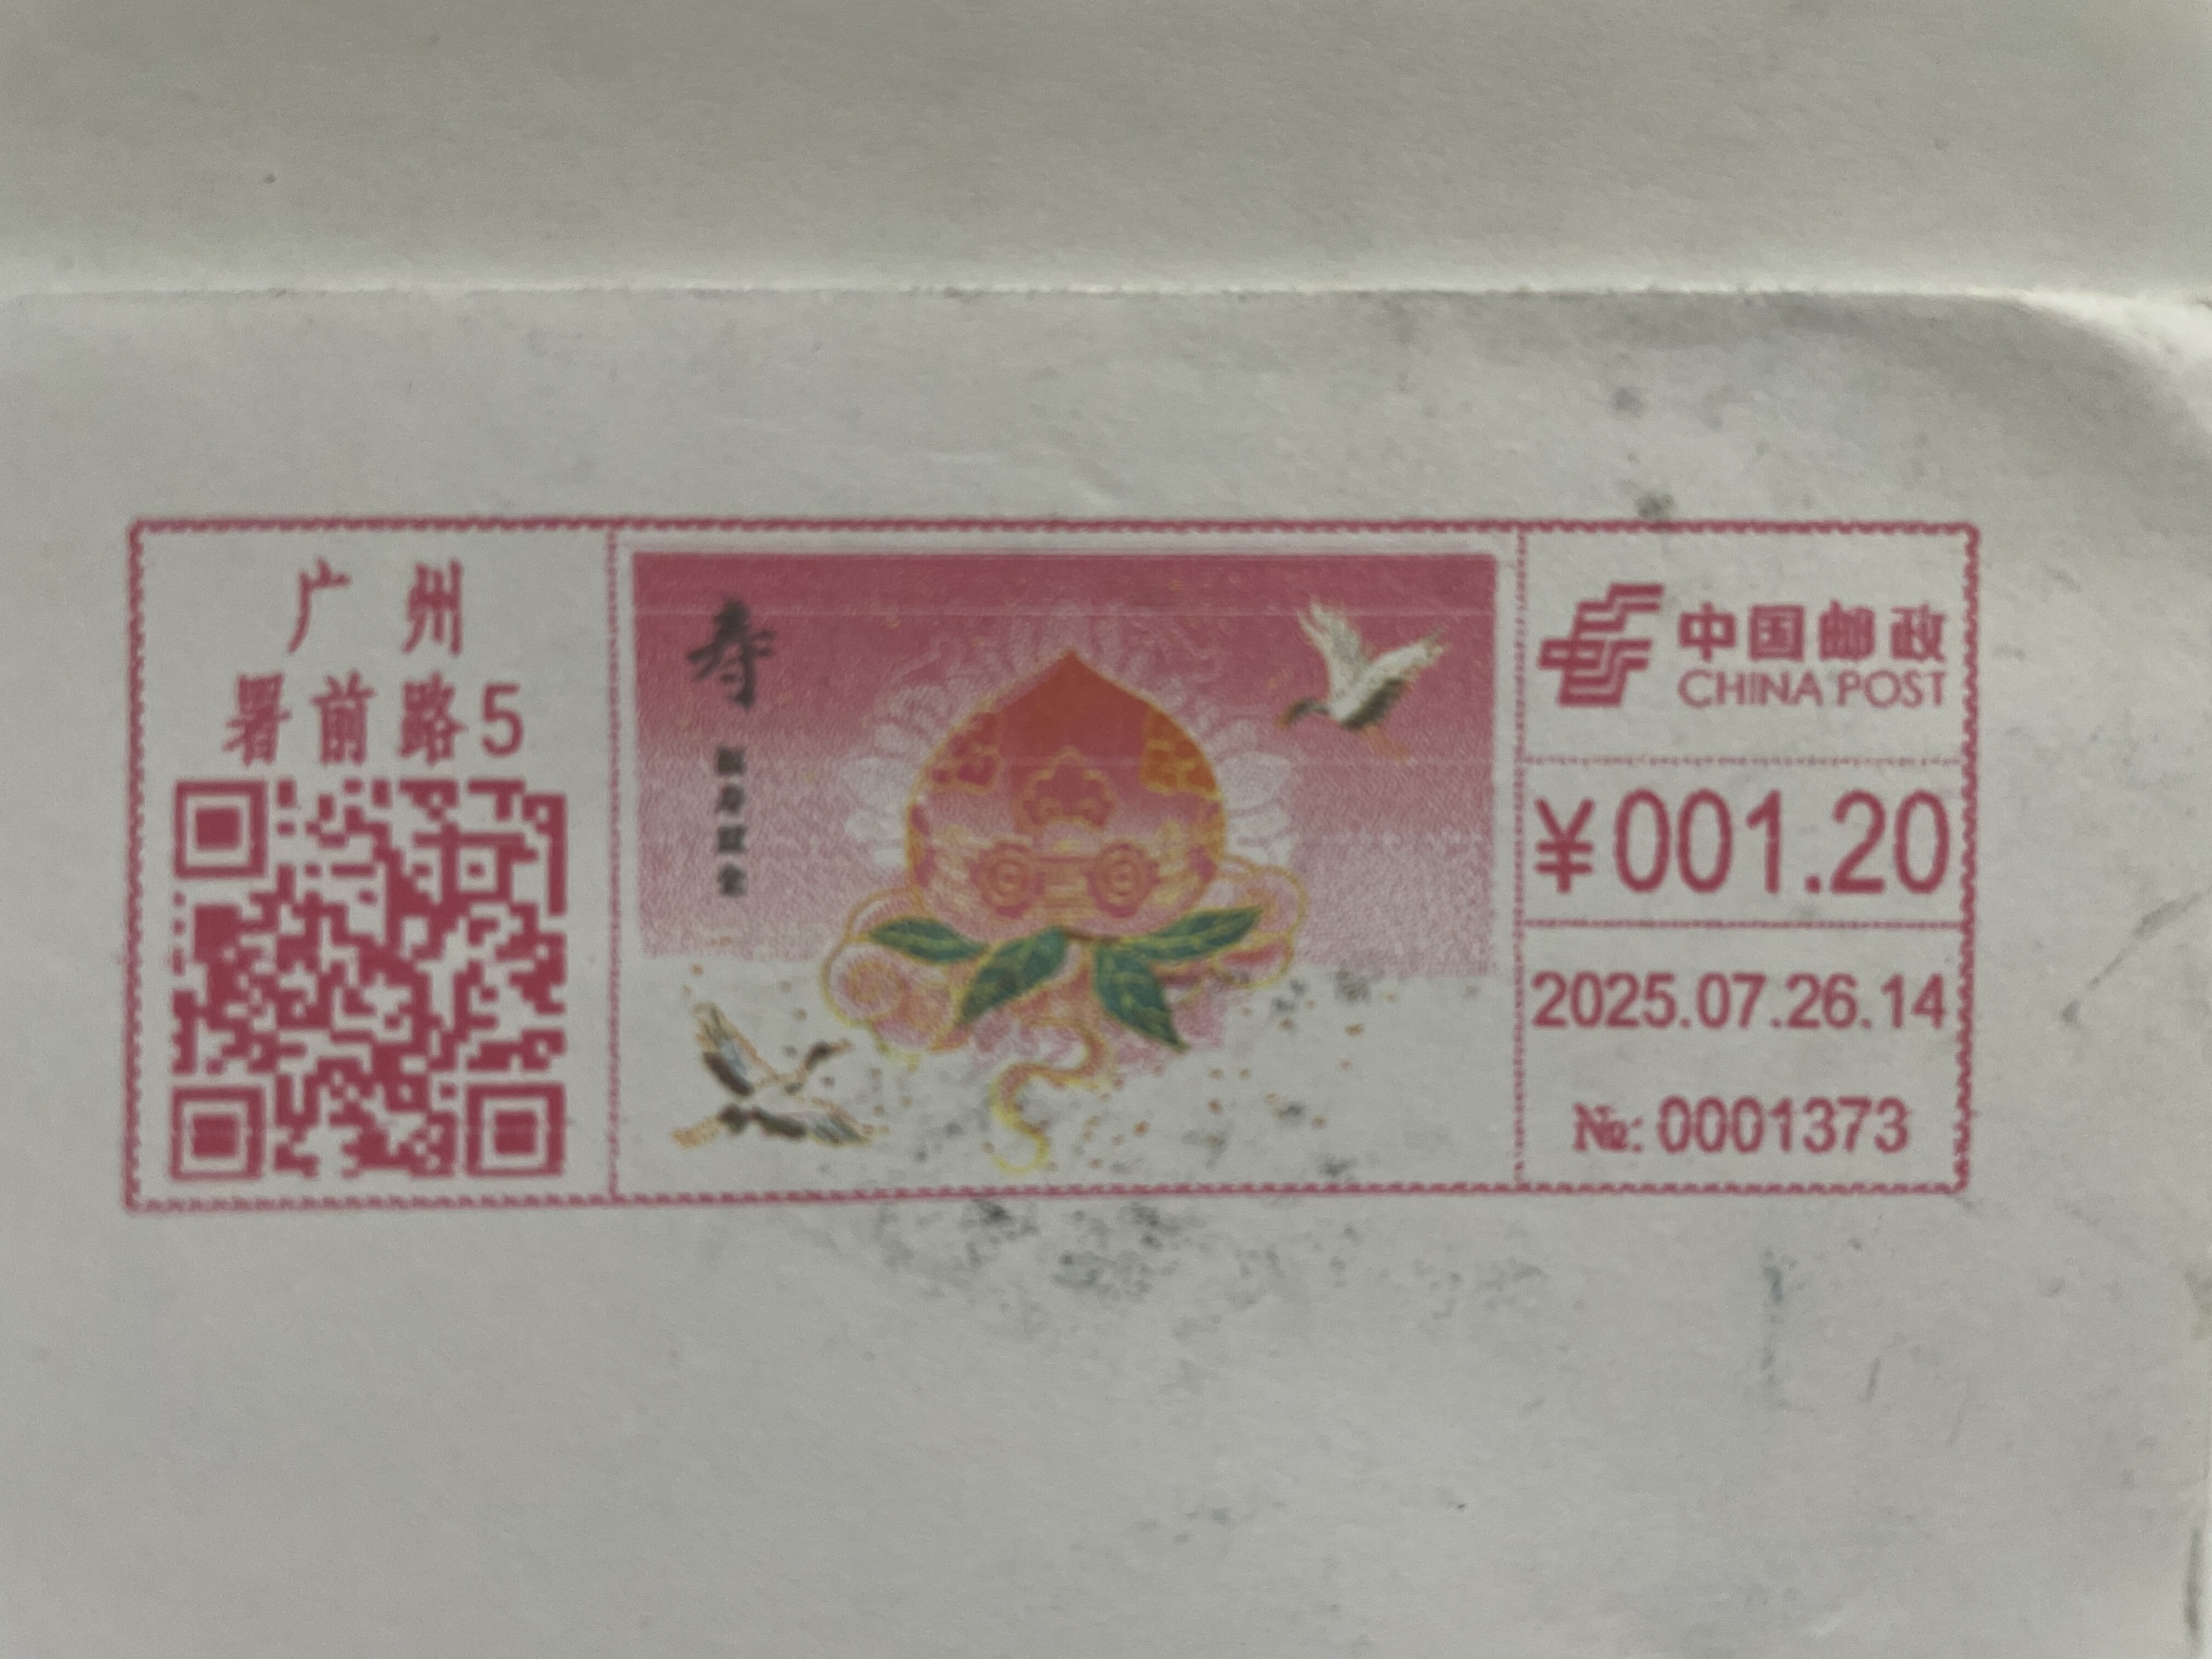 广州
署前路5
寿
中国邮政
CHINA POST
¥001.20
2025.07.26.14
№:0001373